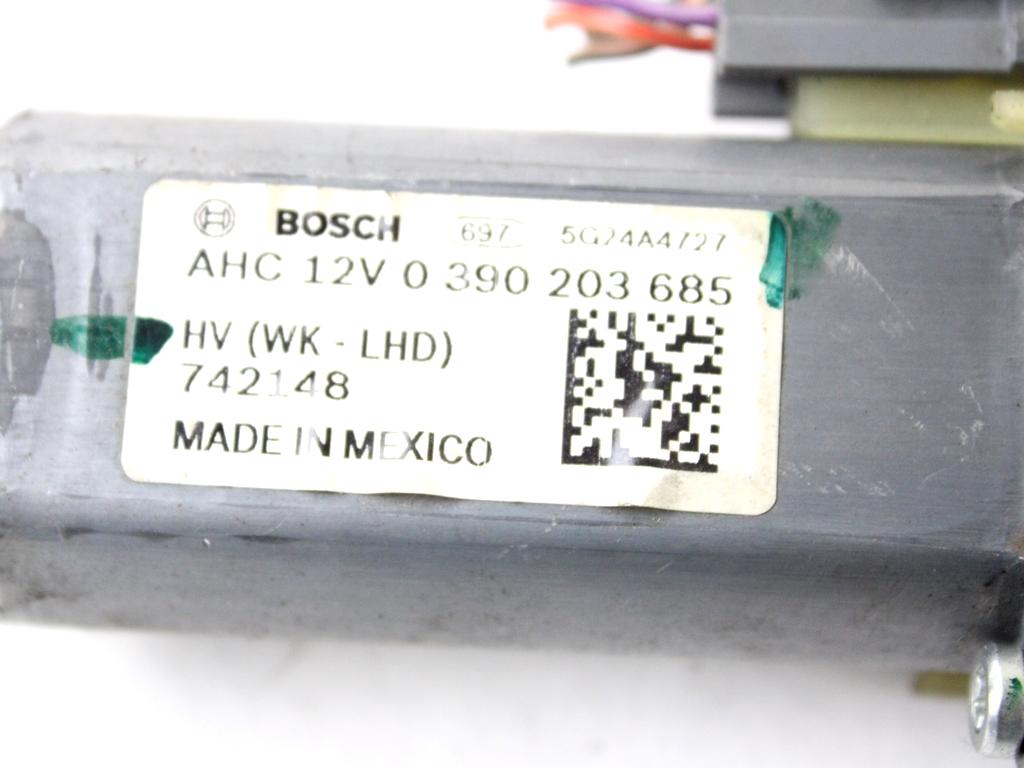 BOSCH 697 5G24A4727
AHC 12V 0 390 203 685
HV (WK - LHD)
742148
MADE IN MEXICO